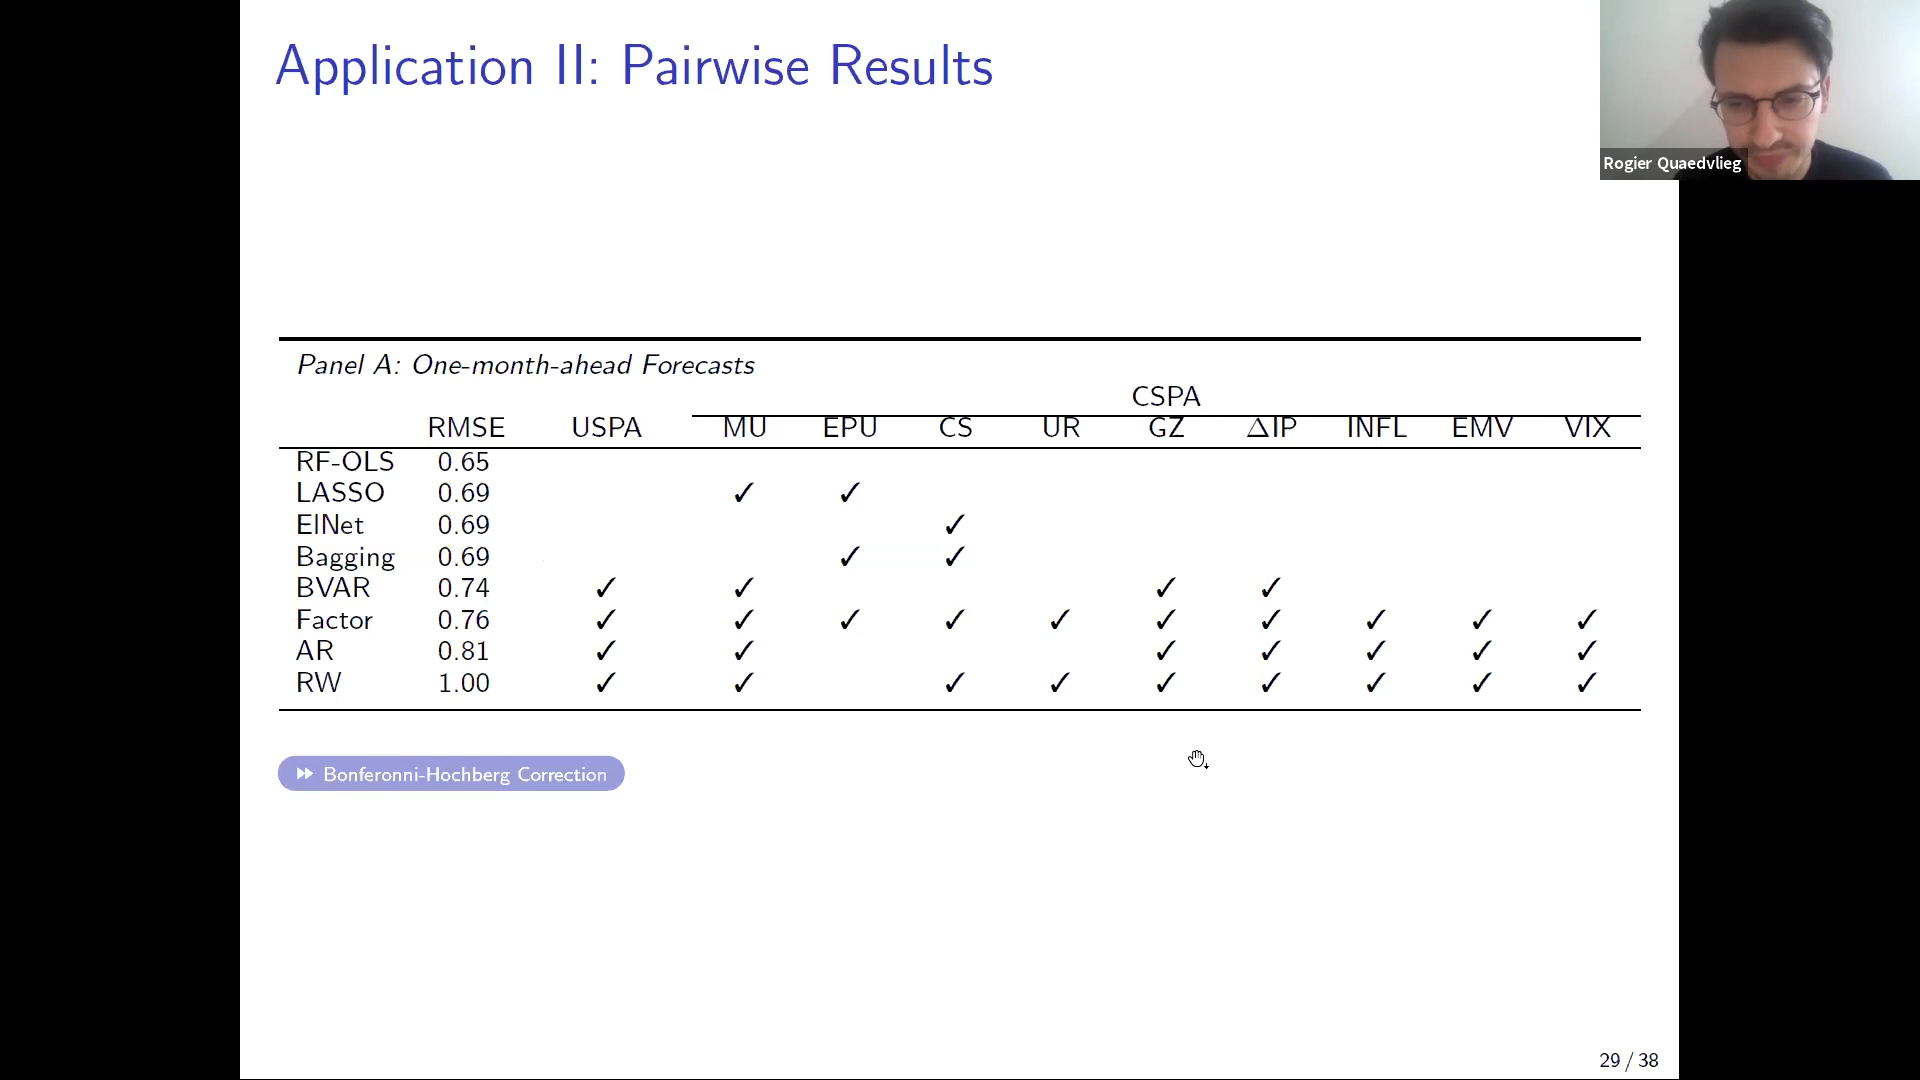 Application II: Pairwise Results
Rogier Quaedvlieg
Panel A: One-month-ahead Forecasts
CSPA
RMSE USPA MU EPU CS UR GZ ΔIP INFL EMV VIX
RF-OLS 0.65
LASSO 0.69 ✓ ✓
ElNet 0.69 ✓
Bagging 0.69 ✓ ✓
BVAR 0.74 ✓ ✓ ✓ ✓
Factor 0.76 ✓ ✓ ✓ ✓ ✓ ✓ ✓ ✓ ✓ ✓
AR 0.81 ✓ ✓ ✓ ✓ ✓ ✓ ✓
RW 1.00 ✓ ✓ ✓ ✓ ✓ ✓ ✓ ✓ ✓
Bonferonni-Hochberg Correction
29 / 38